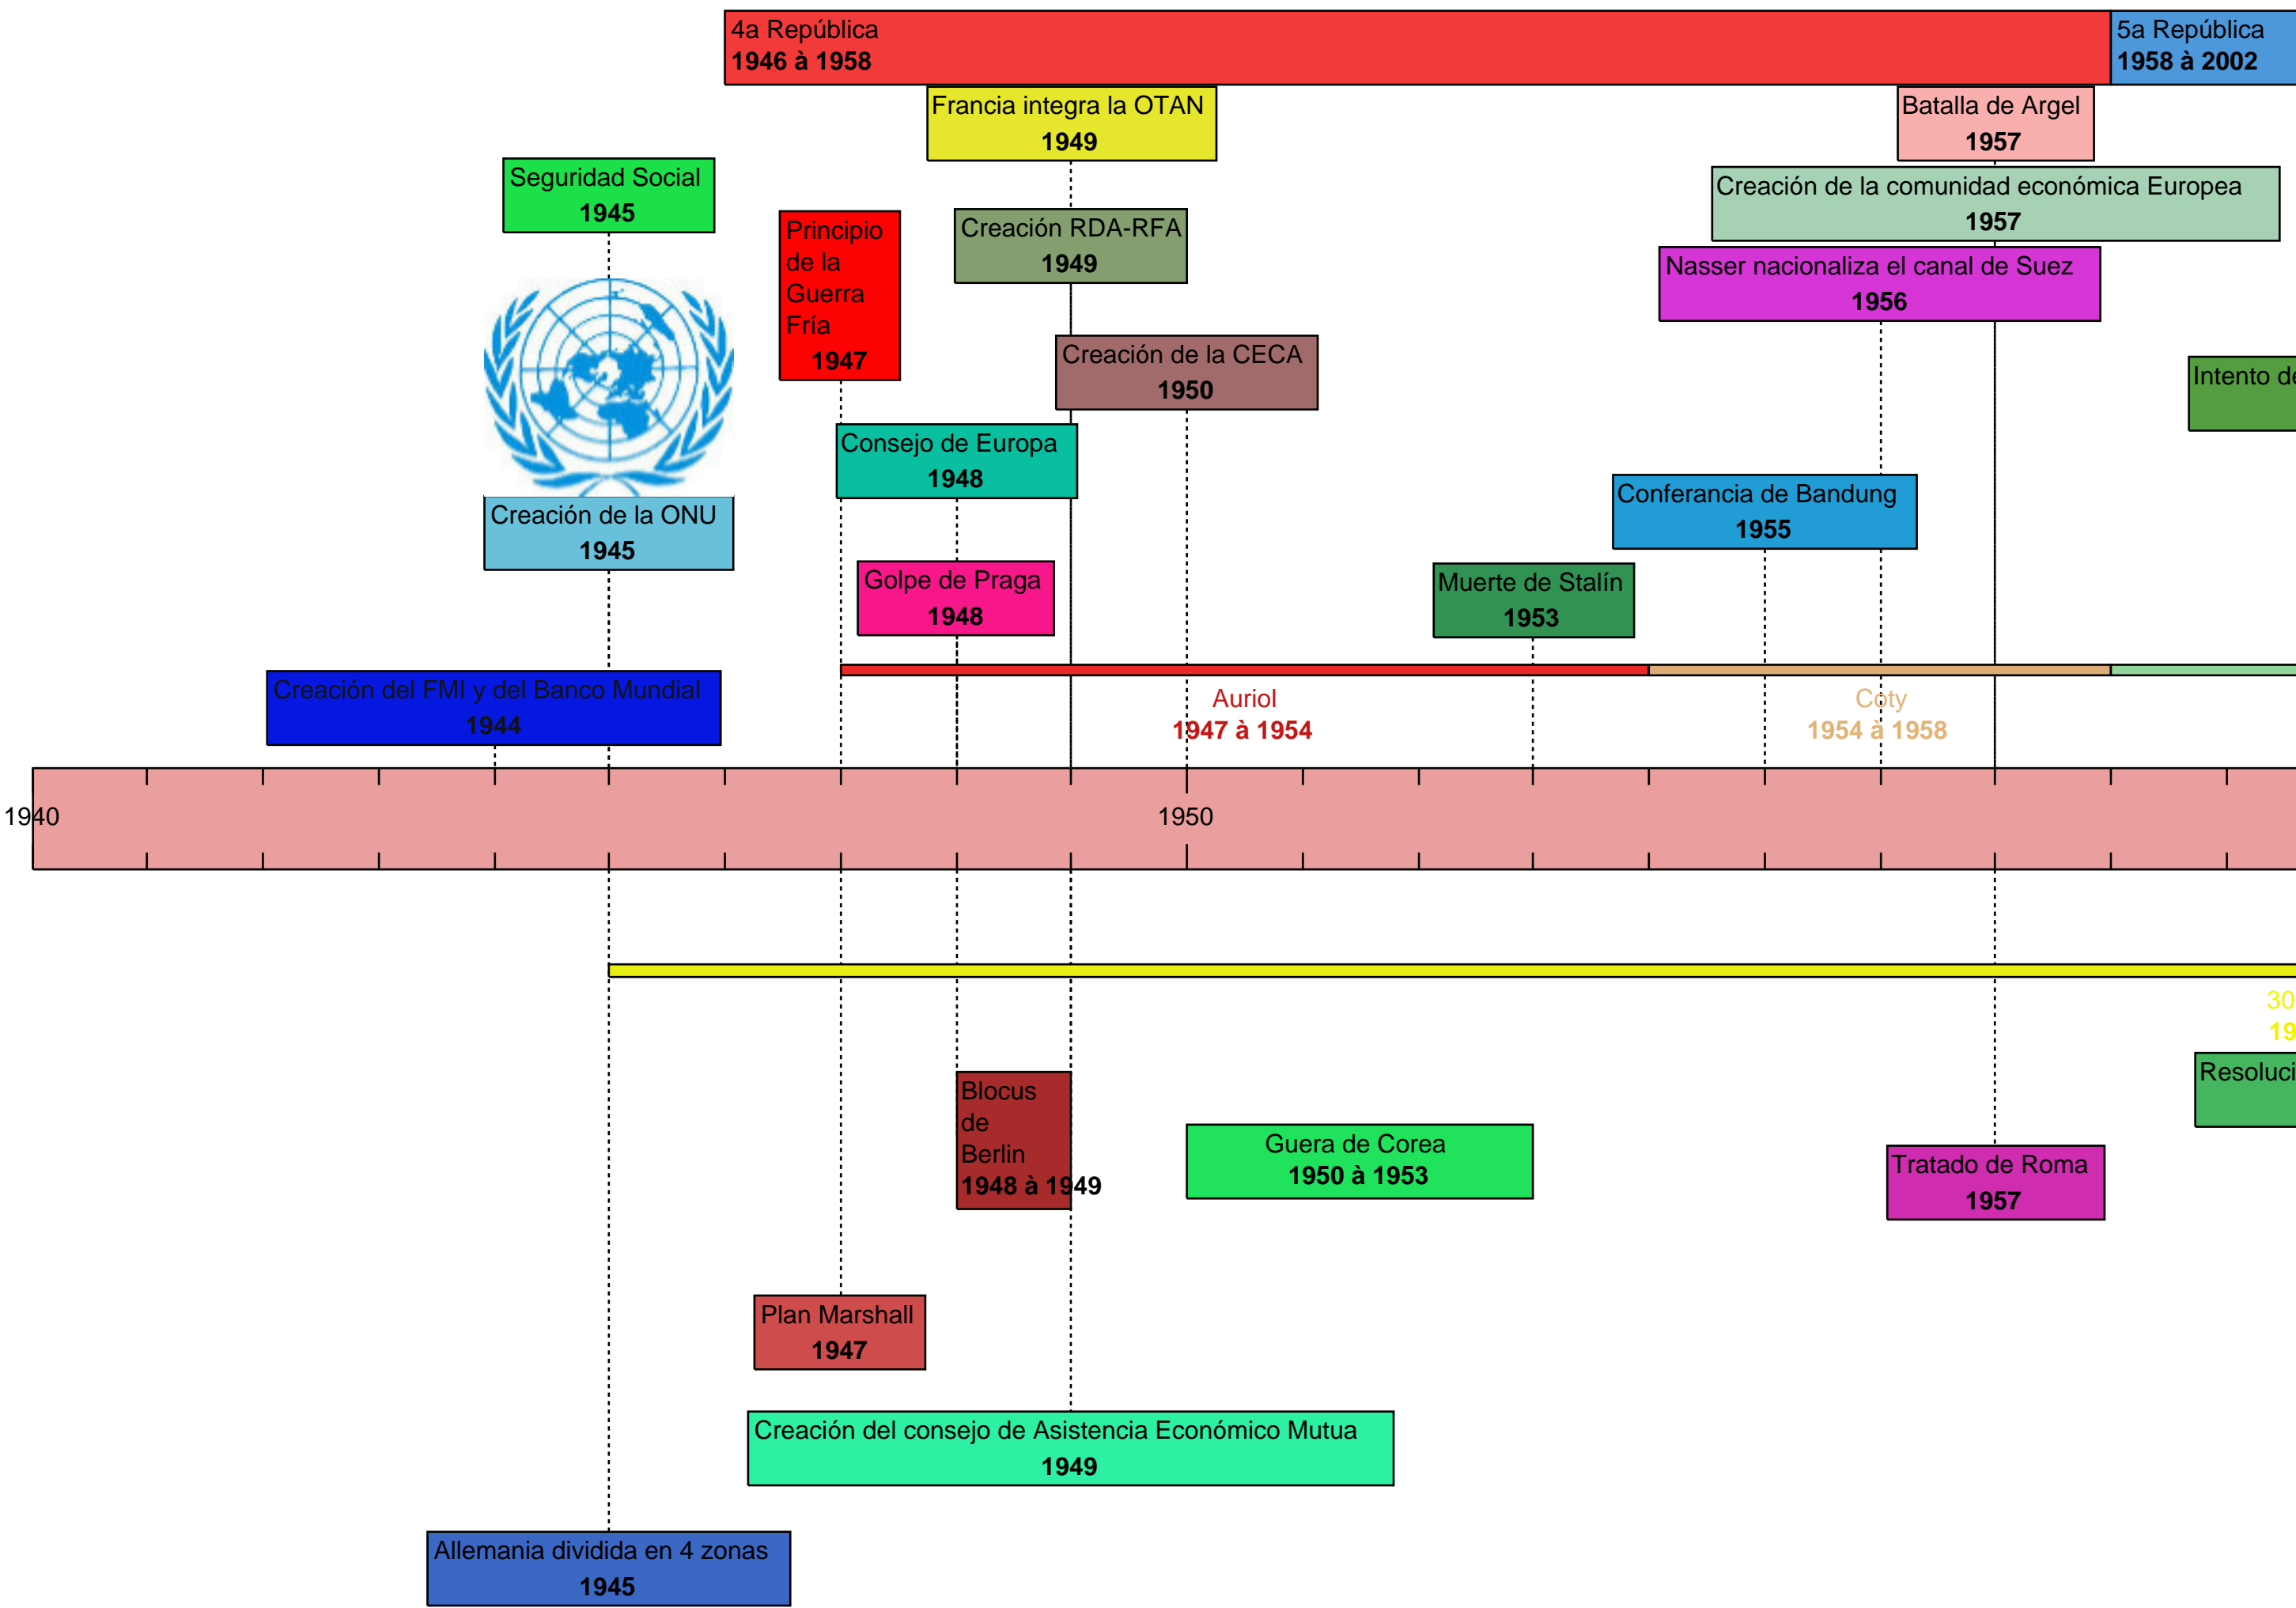 4a República
1946 à 1958
5a República
1958 à 2002
Francia integra la OTAN
1949
Batalla de Argel
1957
Seguridad Social
1945
Creación de la comunidad económica Europea
1957
Principio
de la
Guerra
Fría
1947
Creación RDA-RFA
1949
Nasser nacionaliza el canal de Suez
1956
Creación de la CECA
1950
Intento de
Consejo de Europa
1948
Conferancia de Bandung
1955
Creación de la ONU
1945
Golpe de Praga
1948
Muerte de Stalín
1953
Creación del FMI y del Banco Mundial
1944
Auriol
1947 à 1954
Coty
1954 à 1958
1940
1950
30
19
Resoluci
Blocus
de
Berlin
1948 à 1949
Guera de Corea
1950 à 1953
Tratado de Roma
1957
Plan Marshall
1947
Creación del consejo de Asistencia Económico Mutua
1949
Allemania dividida en 4 zonas
1945